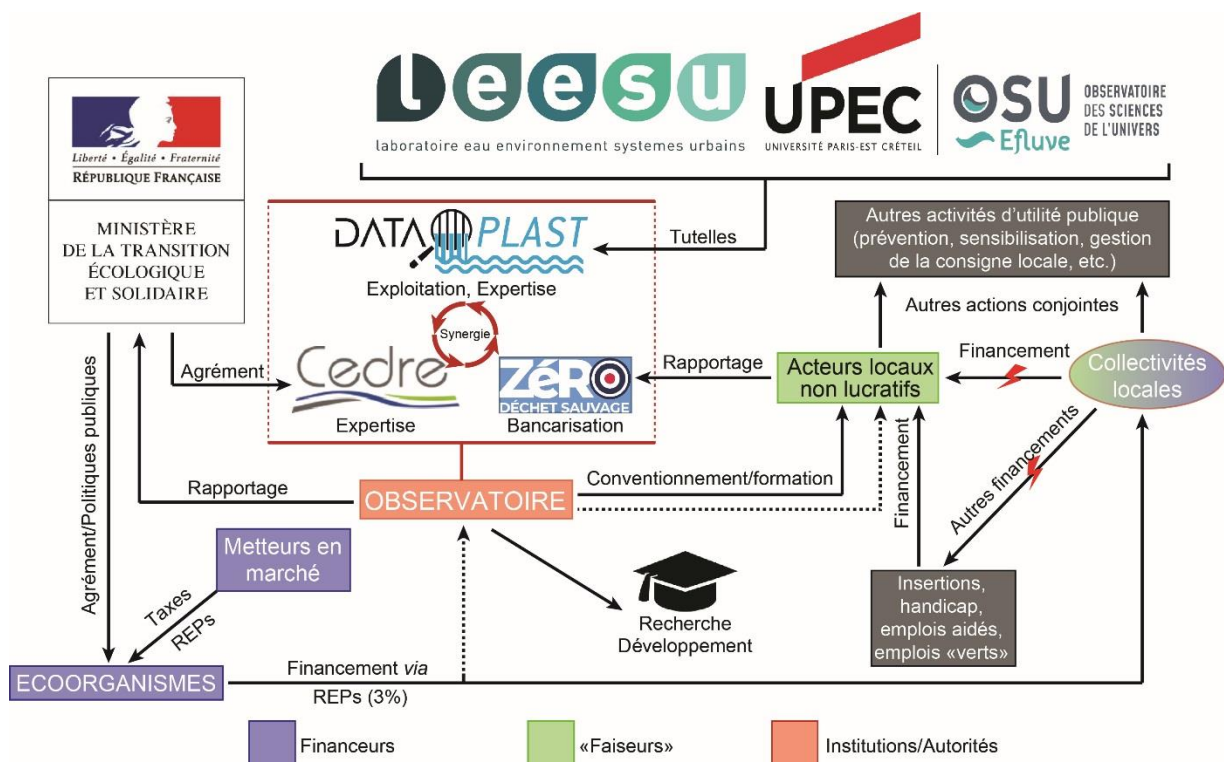 leesu
laboratoire eau environnement systemes urbains
UPEC
UNIVERSITÉ PARIS-EST CRÉTEIL
OSU
Efluve
OBSERVATOIRE
DES SCIENCES
DE L'UNIVERS
Liberté • Égalité • Fraternité
RÉPUBLIQUE FRANÇAISE
MINISTÈRE
DE LA TRANSITION
ÉCOLOGIQUE
ET SOLIDAIRE
DATA PLAST
Exploitation, Expertise
Tutelles
Autres activités d'utilité publique
(prévention, sensibilisation, gestion
de la consigne locale, etc.)
Autres actions conjointes
Synergie
Agrément
Cedre
Expertise
ZéRO
DÉCHET SAUVAGE
Bancarisation
Rapportage
Acteurs locaux
non lucratifs
Financement
Collectivités
locales
Agrément/Politiques publiques
Rapportage
OBSERVATOIRE
Conventionnement/formation
Financement
Autres financements
Metteurs en
marché
Taxes
REPs
Recherche
Développement
Insertions,
handicap,
emplois aidés,
emplois «verts»
ECOORGANISMES
Financement via
REPs (3%)
Financeurs
«Faiseurs»
Institutions/Autorités